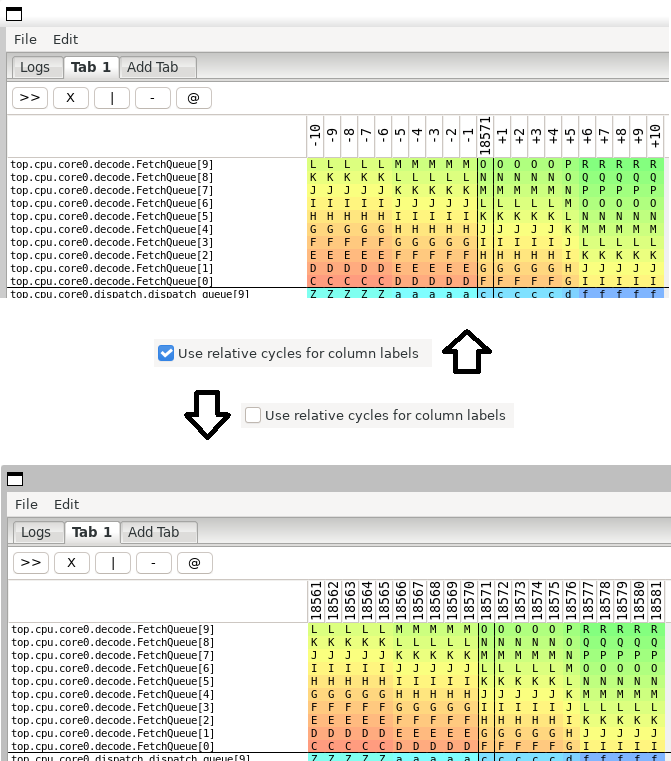 File Edit
Logs Tab 1 Add Tab
>> X | - @
-10 -9 -8 -7 -6 -5 -4 -3 -2 -1 18571 +1 +2 +3 +4 +5 +6 +7 +8 +9 +10
top.cpu.core0.decode.FetchQueue[9] L L L L L M M M M M O O O O O P R R R R R
top.cpu.core0.decode.FetchQueue[8] K K K K K L L L L L N N N N N O Q Q Q Q Q
top.cpu.core0.decode.FetchQueue[7] J J J J J K K K K K M M M M M N P P P P P
top.cpu.core0.decode.FetchQueue[6] I I I I I J J J J J L L L L L M O O O O O
top.cpu.core0.decode.FetchQueue[5] H H H H H I I I I I K K K K K L N N N N N
top.cpu.core0.decode.FetchQueue[4] G G G G G H H H H H J J J J J K M M M M M
top.cpu.core0.decode.FetchQueue[3] F F F F F G G G G G I I I I I J L L L L L
top.cpu.core0.decode.FetchQueue[2] E E E E E F F F F F H H H H H I K K K K K
top.cpu.core0.decode.FetchQueue[1] D D D D D E E E E E G G G G G H J J J J J
top.cpu.core0.decode.FetchQueue[0] C C C C C D D D D D F F F F F G I I I I I
top.cpu.core0.dispatch.dispatch_queue[9] Z Z Z Z Z a a a a a c c c c c d f f f f f
Use relative cycles for column labels
Use relative cycles for column labels
File Edit
Logs Tab 1 Add Tab
>> X | - @
18561 18562 18563 18564 18565 18566 18567 18568 18569 18570 18571 18572 18573 18574 18575 18576 18577 18578 18579 18580 18581
top.cpu.core0.decode.FetchQueue[9] L L L L L M M M M M O O O O O P R R R R R
top.cpu.core0.decode.FetchQueue[8] K K K K K L L L L L N N N N N O Q Q Q Q Q
top.cpu.core0.decode.FetchQueue[7] J J J J J K K K K K M M M M M N P P P P P
top.cpu.core0.decode.FetchQueue[6] I I I I I J J J J J L L L L L M O O O O O
top.cpu.core0.decode.FetchQueue[5] H H H H H I I I I I K K K K K L N N N N N
top.cpu.core0.decode.FetchQueue[4] G G G G G H H H H H J J J J J K M M M M M
top.cpu.core0.decode.FetchQueue[3] F F F F F G G G G G I I I I I J L L L L L
top.cpu.core0.decode.FetchQueue[2] E E E E E F F F F F H H H H H I K K K K K
top.cpu.core0.decode.FetchQueue[1] D D D D D E E E E E G G G G G H J J J J J
top.cpu.core0.decode.FetchQueue[0] C C C C C D D D D D F F F F F G I I I I I
top.cpu.core0.dispatch.dispatch_queue[9] Z Z Z Z Z a a a a a c c c c c d f f f f f